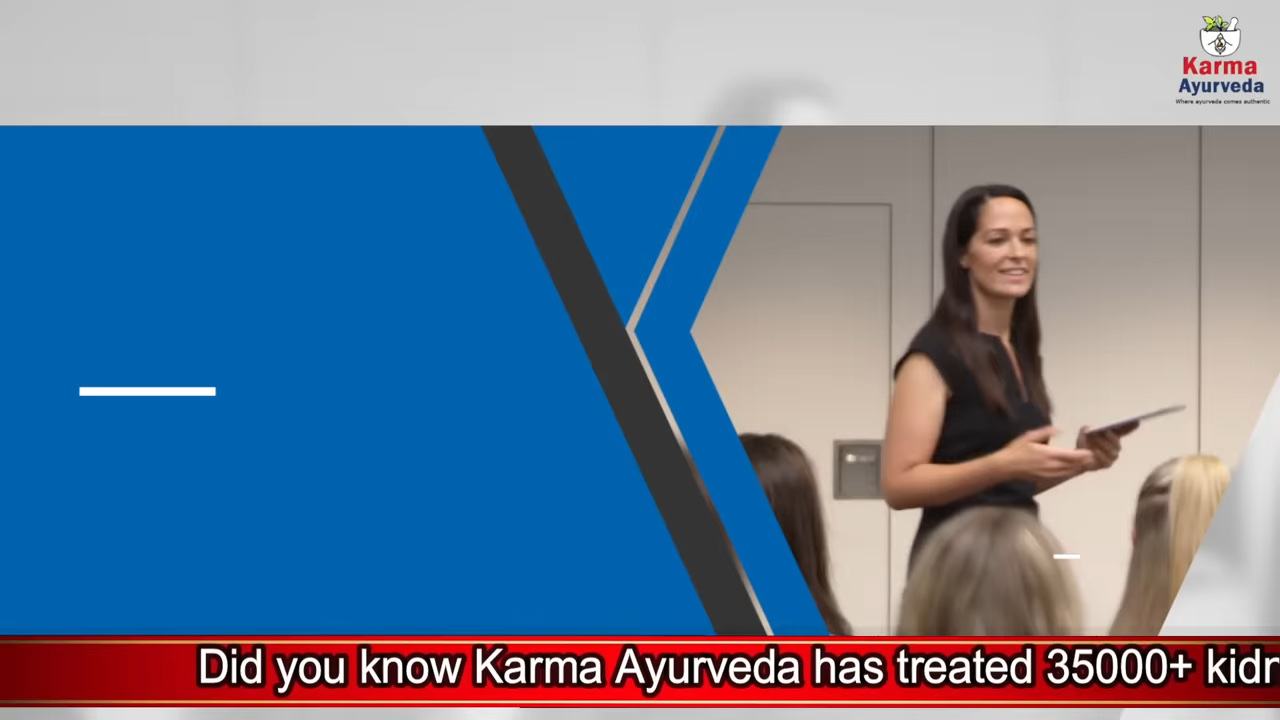 Karma
Ayurveda
Where ayurveda comes authentic
Did you know Karma Ayurveda has treated 35000+